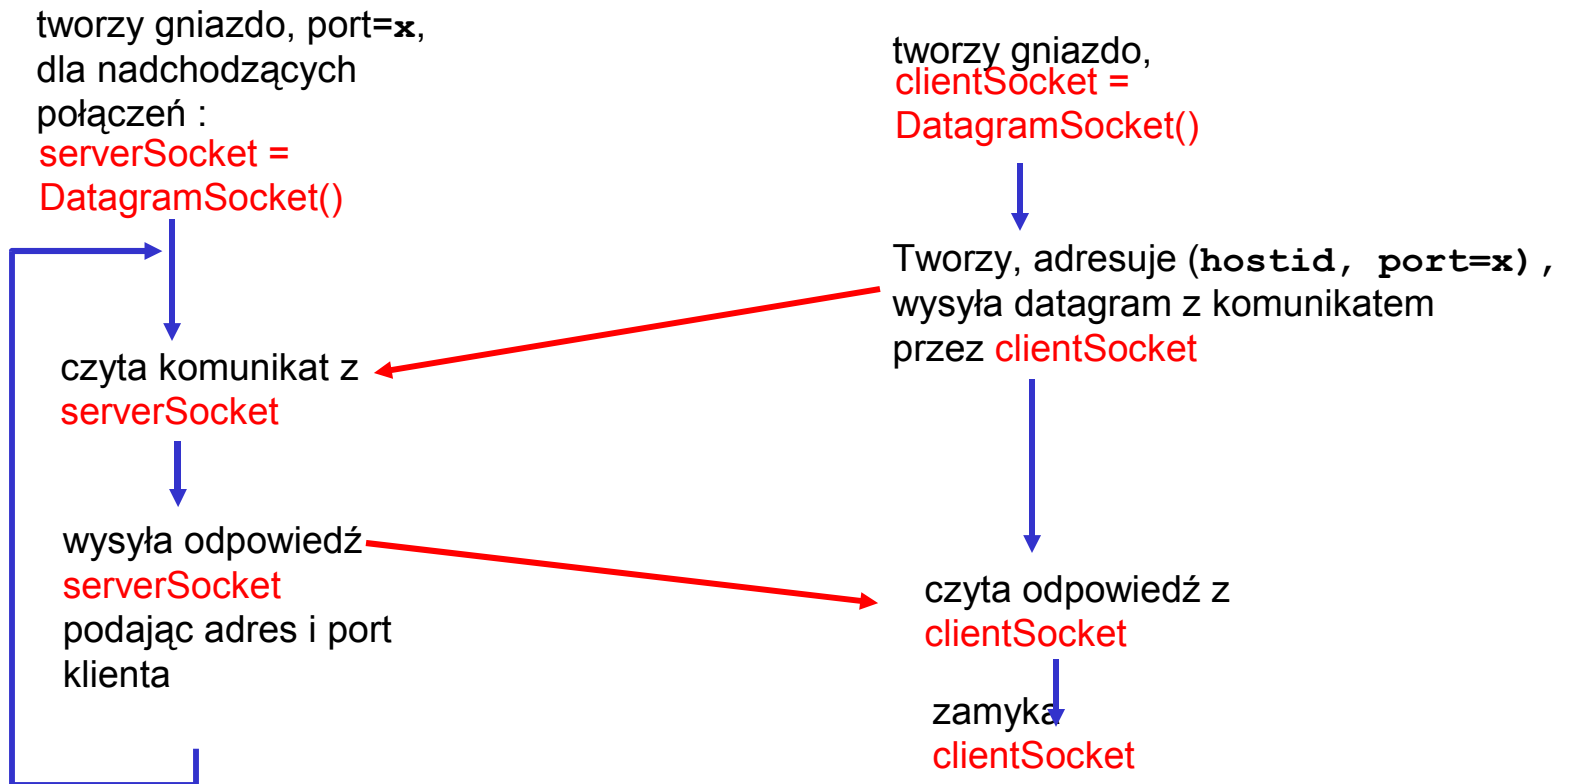 tworzy gniazdo, port=x,
dla nadchodzących
połączeń :
serverSocket =
DatagramSocket()
czyta komunikat z
serverSocket
wysyła odpowiedź
serverSocket
podając adres i port
klienta
tworzy gniazdo,
clientSocket =
DatagramSocket()
Tworzy, adresuje (hostid, port=x),
wysyła datagram z komunikatem
przez clientSocket
czyta odpowiedź z
clientSocket
zamyka
clientSocket